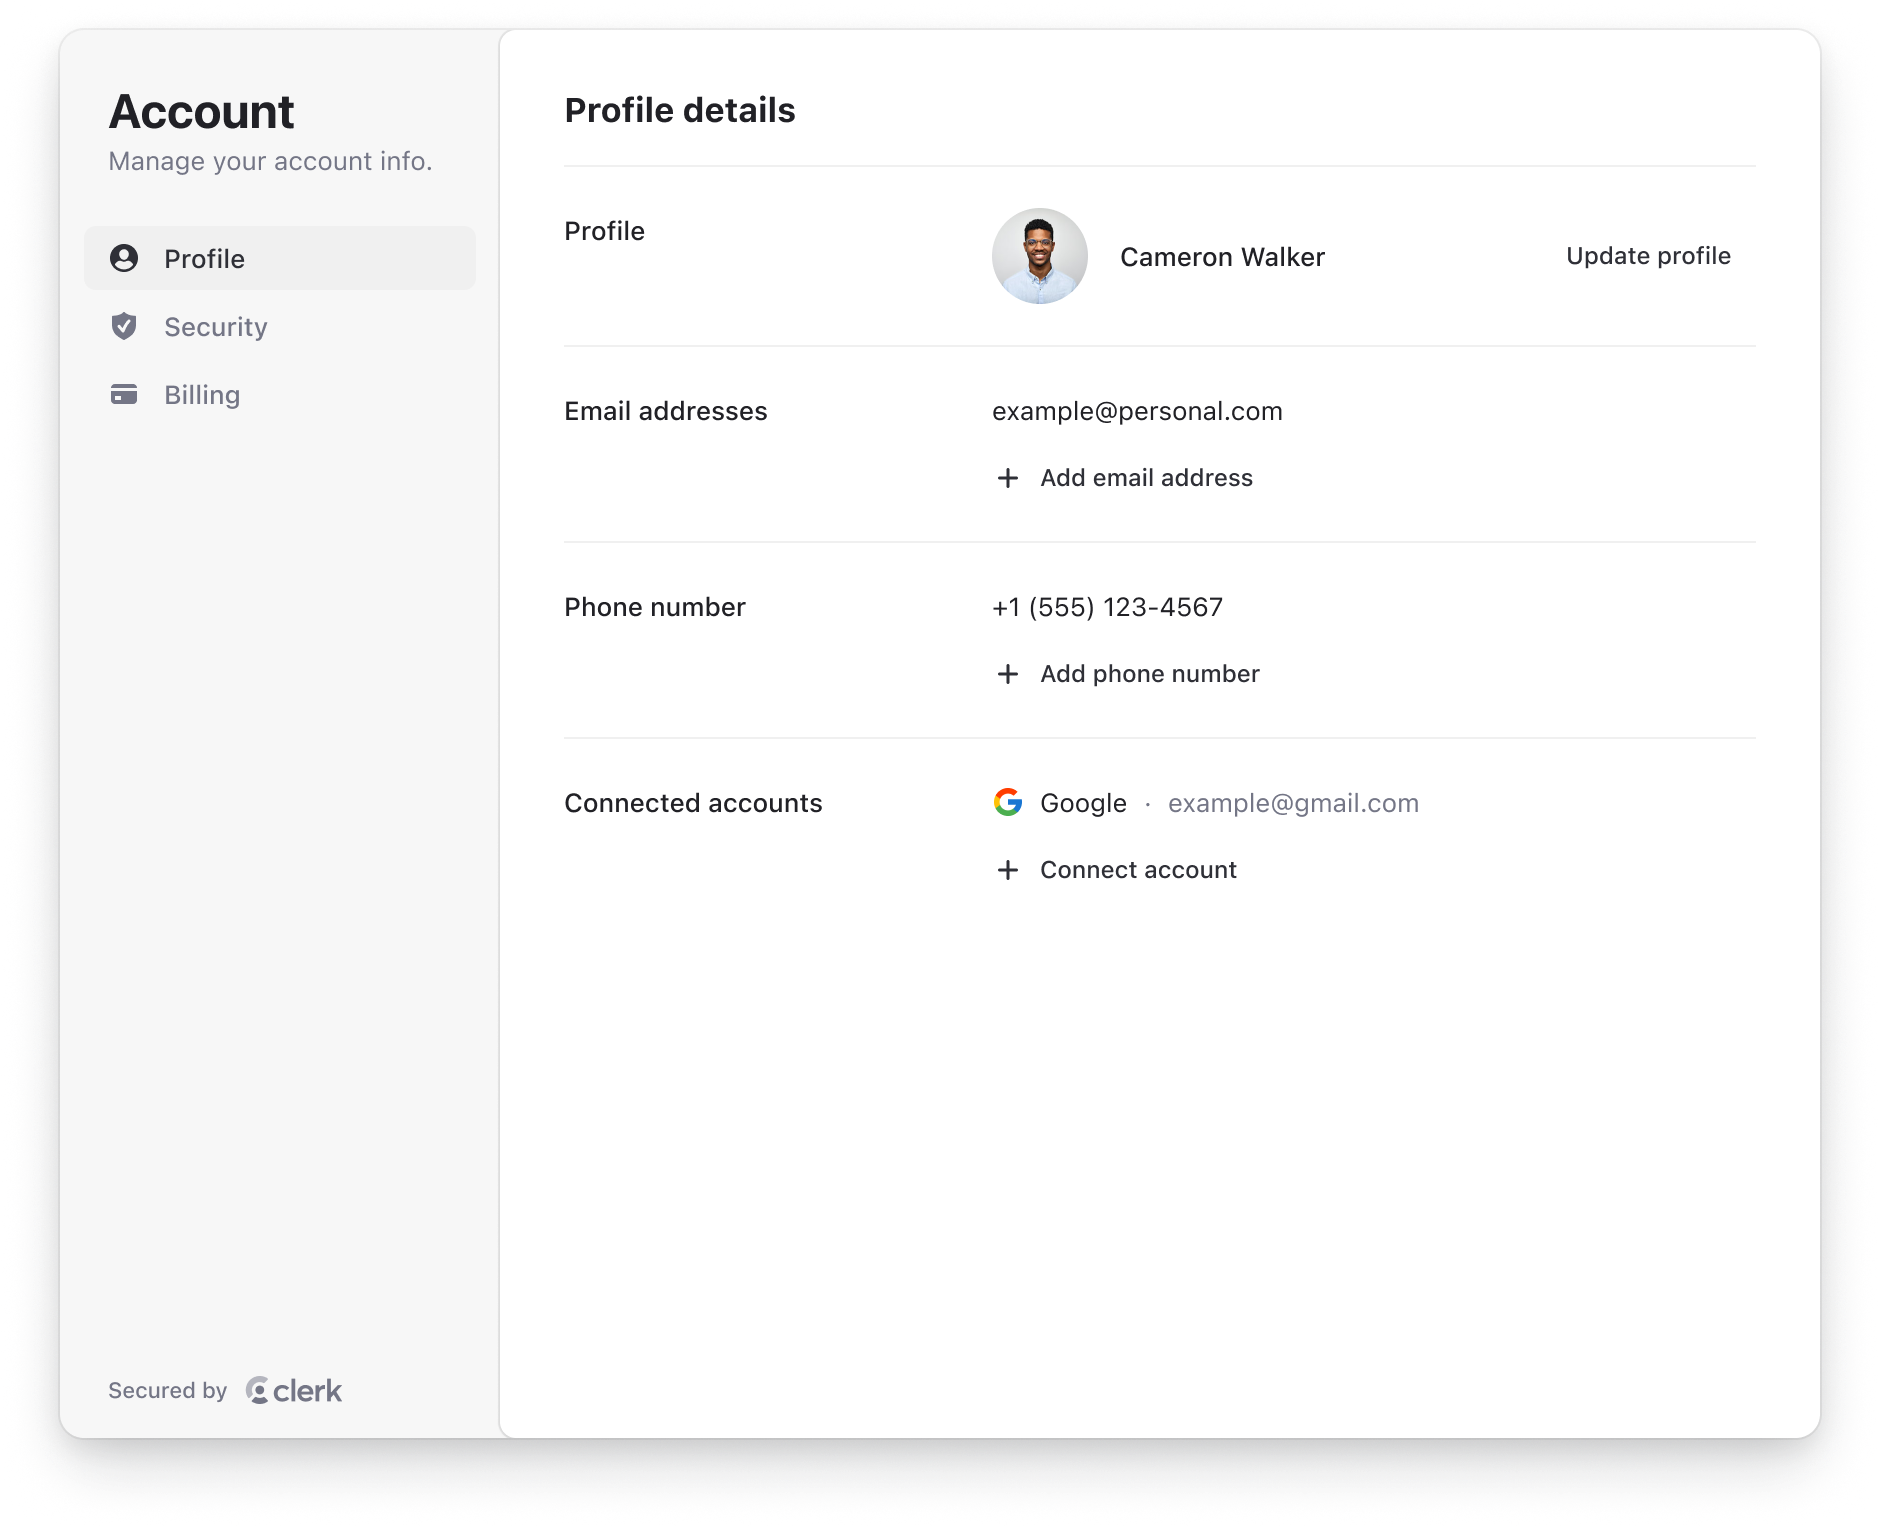 Account
Manage your account info.
Profile
Security
Billing
Secured by clerk
Profile details
Profile
Cameron Walker
Update profile
Email addresses
example@personal.com
+ Add email address
Phone number
+1 (555) 123-4567
+ Add phone number
Connected accounts
Google · example@gmail.com
+ Connect account